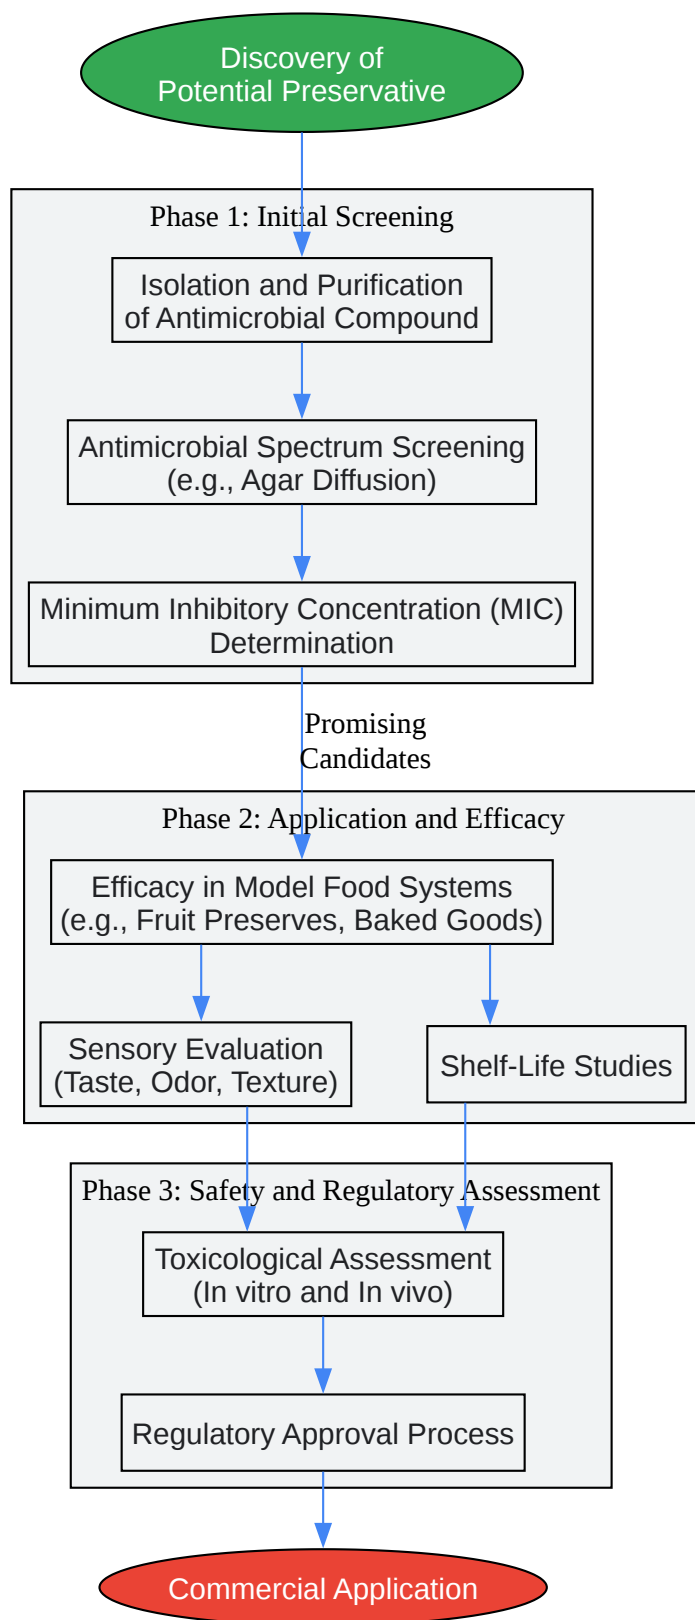 Discovery of
Potential Preservative
Phase 1: Initial Screening
Isolation and Purification
of Antimicrobial Compound
Antimicrobial Spectrum Screening
(e.g., Agar Diffusion)
Minimum Inhibitory Concentration (MIC)
Determination
Promising
Candidates
Phase 2: Application and Efficacy
Efficacy in Model Food Systems
(e.g., Fruit Preserves, Baked Goods)
Sensory Evaluation
(Taste, Odor, Texture)
Shelf-Life Studies
Phase 3: Safety and Regulatory Assessment
Toxicological Assessment
(In vitro and In vivo)
Regulatory Approval Process
Commercial Application